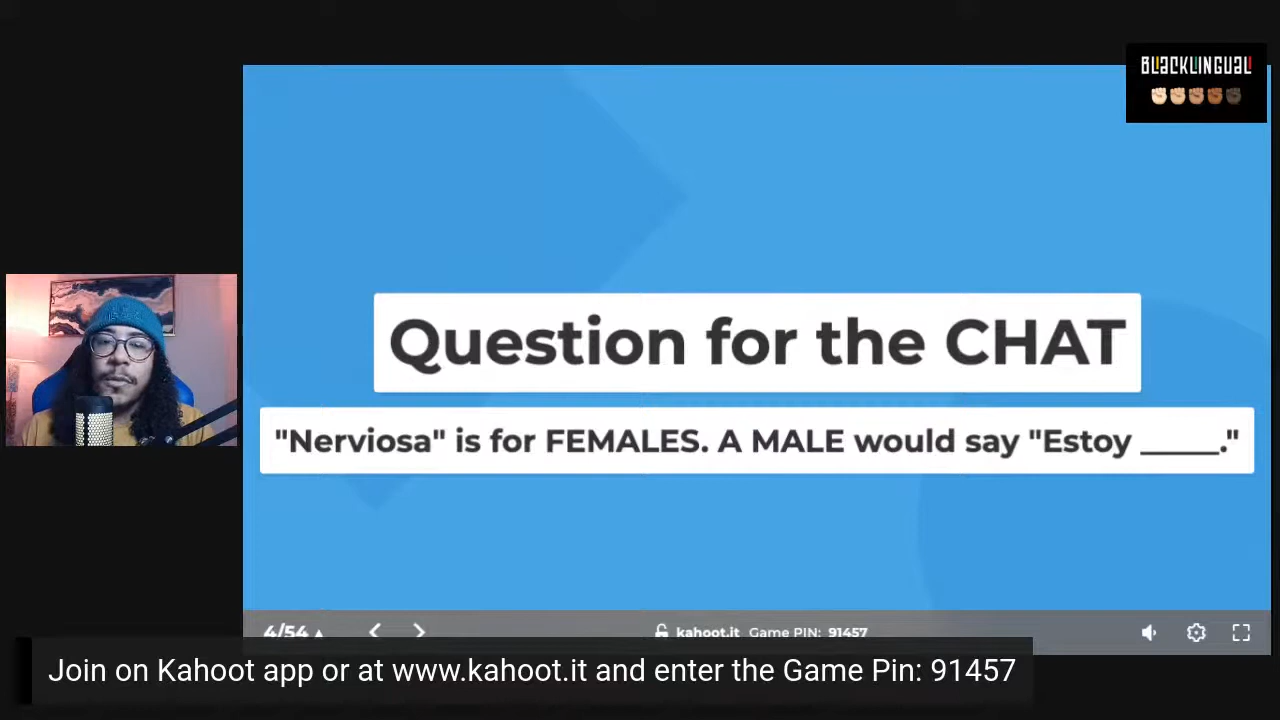 BLACKLINGUAL
Question for the CHAT
"Nerviosa" is for FEMALES. A MALE would say "Estoy _____."
4/54
kahoot.it Game PIN: 91457
Join on Kahoot app or at www.kahoot.it and enter the Game Pin: 91457